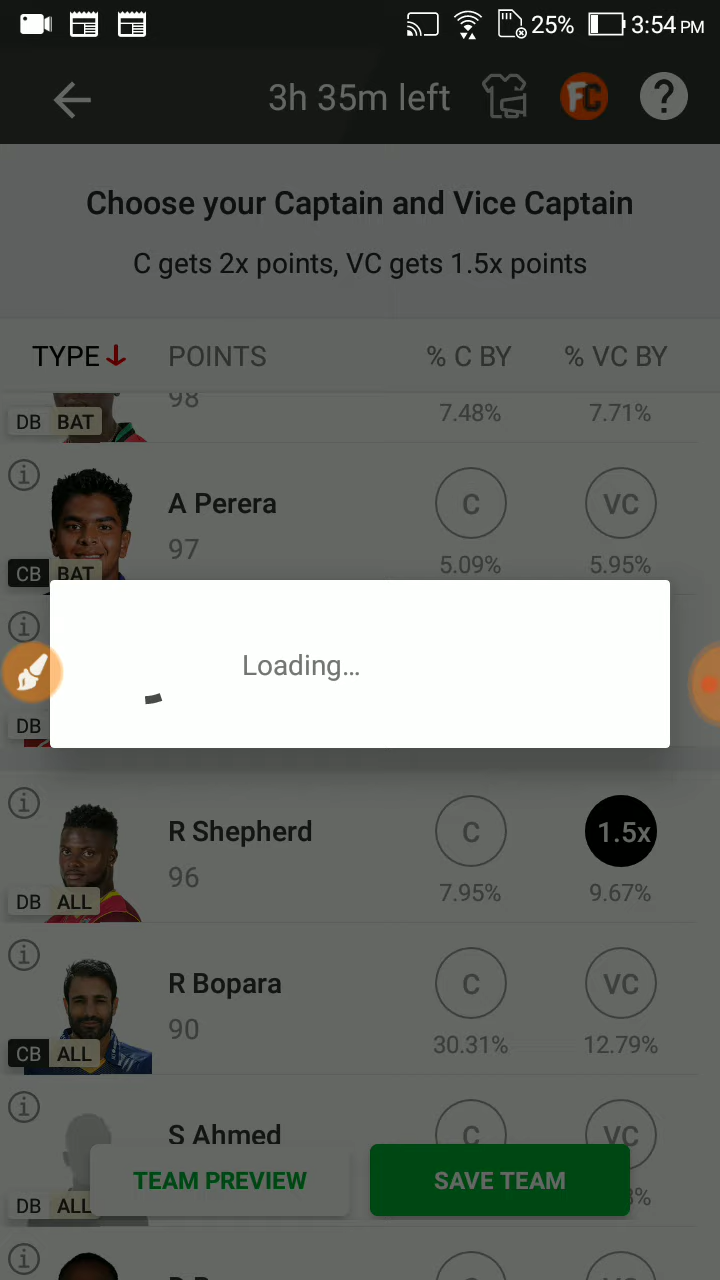 25% 3:54 PM
3h 35m left FC ?
Choose your Captain and Vice Captain
C gets 2x points, VC gets 1.5x points
TYPE POINTS % C BY % VC BY
98 7.48% 7.71%
DB BAT
A Perera C VC
97
CB BAT 5.09% 5.95%
Loading...
DB
R Shepherd C 1.5x
96
DB ALL 7.95% 9.67%
R Bopara C VC
90
CB ALL 30.31% 12.79%
S Ahmed C VC
TEAM PREVIEW SAVE TEAM
DB ALL %